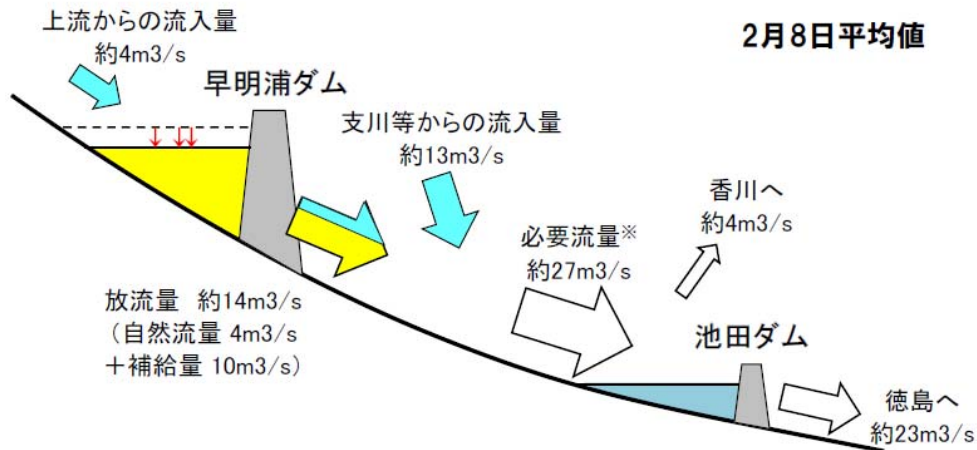 2月8日平均値
上流からの流入量
約4m3/s
早明浦ダム
支川等からの流入量
約13m3/s
放流量 約14m3/s
(自然流量 4m3/s
+補給量 10m3/s)
必要流量※
約27m3/s
香川へ
約4m3/s
池田ダム
徳島へ
約23m3/s